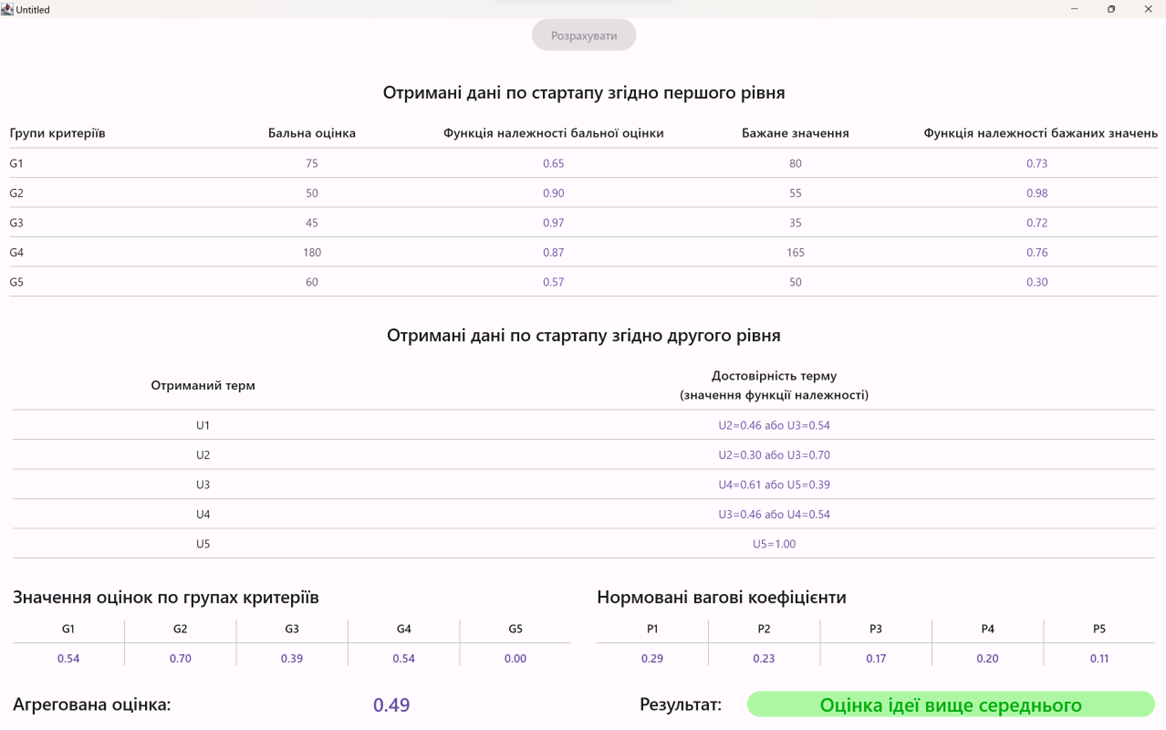 Untitled
Розрахувати
Отримані дані по стартапу згідно першого рівня
Групи критеріїв Бальна оцінка Функція належності бальної оцінки Бажане значення Функція належності бажаних значень
G1 75 0.65 80 0.73
G2 50 0.90 55 0.98
G3 45 0.97 35 0.72
G4 180 0.87 165 0.76
G5 60 0.57 50 0.30
Отримані дані по стартапу згідно другого рівня
Отриманий терм Достовірність терму
(значення функції належності)
U1 U2=0.46 або U3=0.54
U2 U2=0.30 або U3=0.70
U3 U4=0.61 або U5=0.39
U4 U3=0.46 або U4=0.54
U5 U5=1.00
Значення оцінок по групах критеріїв Нормовані вагові коефіцієнти
G1 G2 G3 G4 G5 P1 P2 P3 P4 P5
0.54 0.70 0.39 0.54 0.00 0.29 0.23 0.17 0.20 0.11
Агрегована оцінка: 0.49 Результат: Оцінка ідеї вище середнього